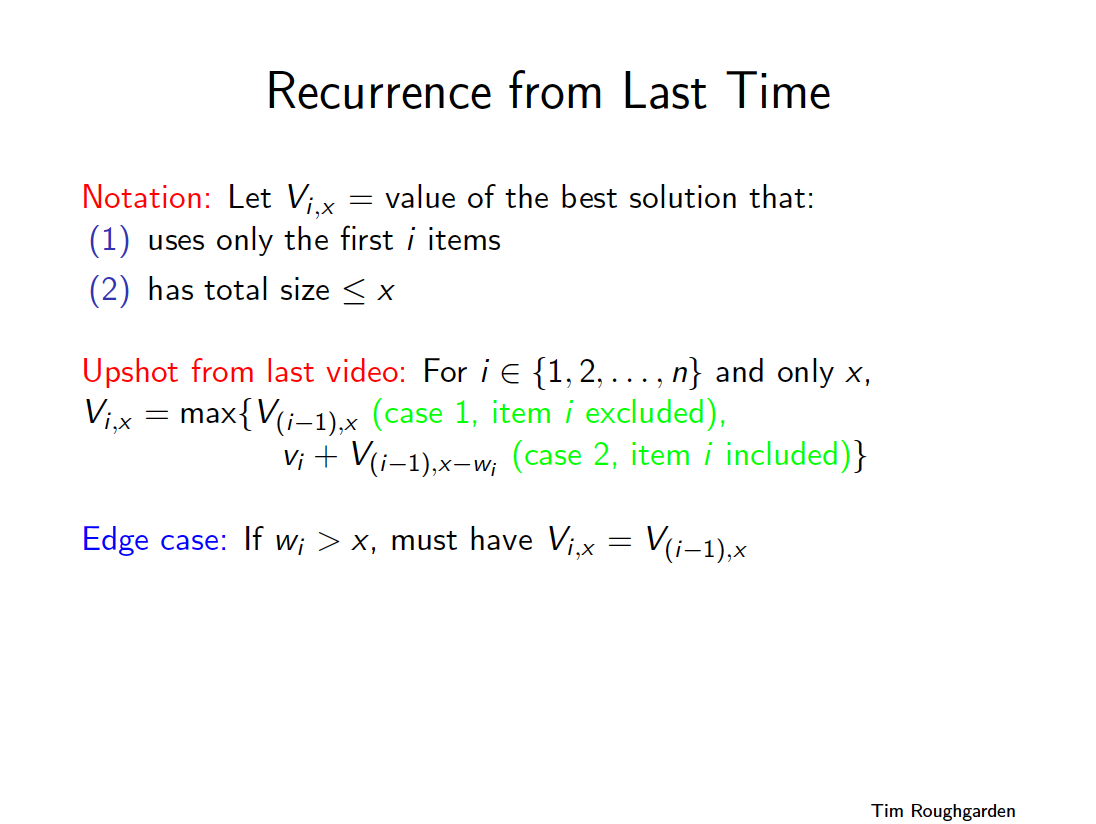 Recurrence from Last Time
Notation: Let V_{i,x} = value of the best solution that:
(1) uses only the first i items
(2) has total size ≤ x
Upshot from last video: For i ∈ {1, 2, . . . , n} and only x,
V_{i,x} = max{V_{(i−1),x} (case 1, item i excluded),
v_i + V_{(i−1),x−w_i} (case 2, item i included)}
Edge case: If w_i > x, must have V_{i,x} = V_{(i−1),x}
Tim Roughgarden